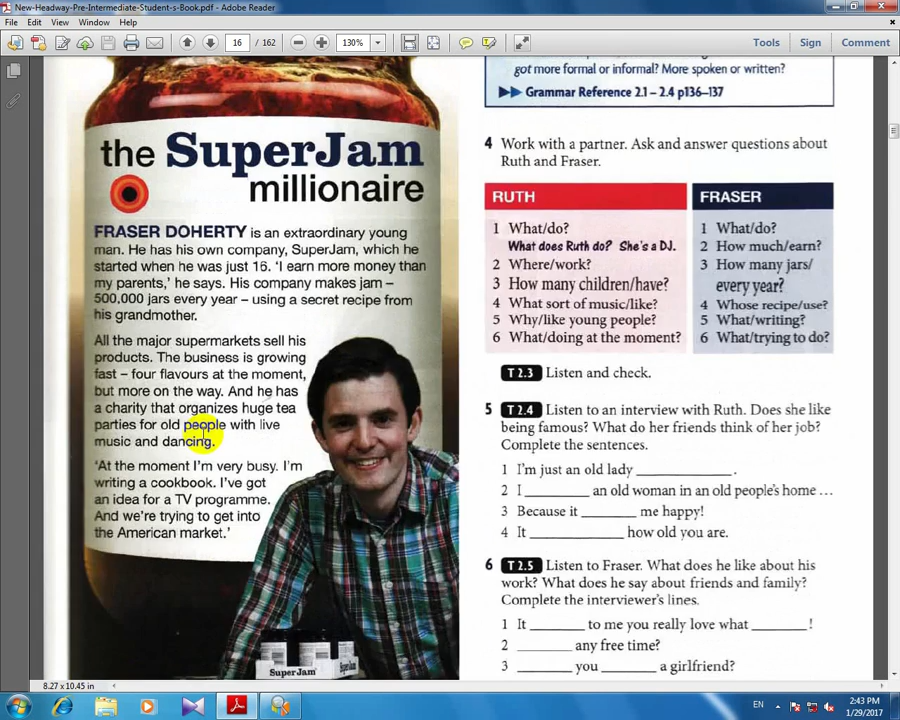 New-Headway-Pre-Intermediate-Student-s-Book.pdf - Adobe Reader
File Edit View Window Help
16 / 162 130% Tools Sign Comment
the SuperJam
millionaire
FRASER DOHERTY is an extraordinary young
man. He has his own company, SuperJam, which he
started when he was just 16. 'I earn more money than
my parents,' he says. His company makes jam –
500,000 jars every year – using a secret recipe from
his grandmother.
All the major supermarkets sell his
products. The business is growing
fast – four flavours at the moment,
but more on the way. And he has
a charity that organizes huge tea
parties for old people with live
music and dancing.
'At the moment I'm very busy. I'm
writing a cookbook. I've got
an idea for a TV programme.
And we're trying to get into
the American market.'
SuperJam
SuperJam
got more formal or informal? More spoken or written?
Grammar Reference 2.1 – 2.4 p136–137
4 Work with a partner. Ask and answer questions about
Ruth and Fraser.
RUTH
1 What/do?
What does Ruth do? She's a DJ.
2 Where/work?
3 How many children/have?
4 What sort of music/like?
5 Why/like young people?
6 What/doing at the moment?
FRASER
1 What/do?
2 How much/earn?
3 How many jars/
every year?
4 Whose recipe/use?
5 What/writing?
6 What/trying to do?
T 2.3 Listen and check.
5 T 2.4 Listen to an interview with Ruth. Does she like
being famous? What do her friends think of her job?
Complete the sentences.
1 I'm just an old lady ____________ .
2 I ________ an old woman in an old people's home …
3 Because it _______ me happy!
4 It ____________ how old you are.
6 T 2.5 Listen to Fraser. What does he like about his
work? What does he say about friends and family?
Complete the interviewer's lines.
1 It _______ to me you really love what _______ !
2 _______ any free time?
3 _______ you _______ a girlfriend?
8.27 x 10.45 in
EN
2:43 PM
1/29/2017